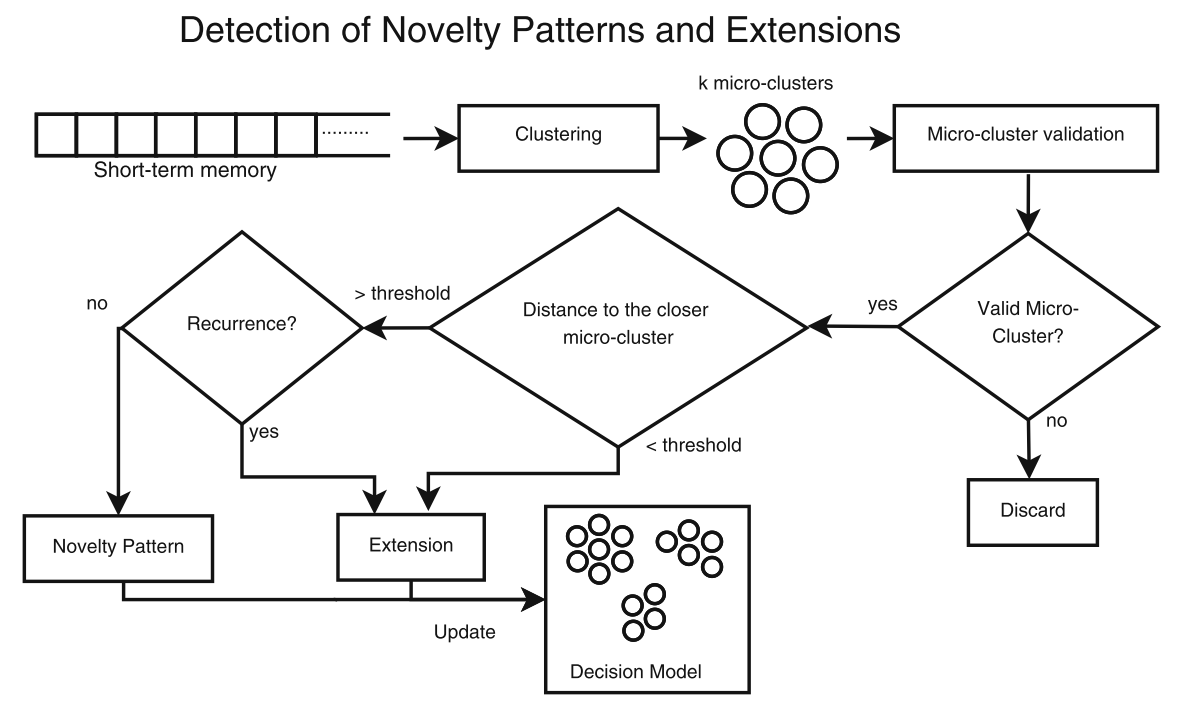 Detection of Novelty Patterns and Extensions
k micro-clusters
.........
Short-term memory
Clustering
Micro-cluster validation
no
Recurrence?
> threshold
Distance to the closer
micro-cluster
yes
Valid Micro-
Cluster?
yes
< threshold
no
Novelty Pattern
Extension
Discard
Update
Decision Model